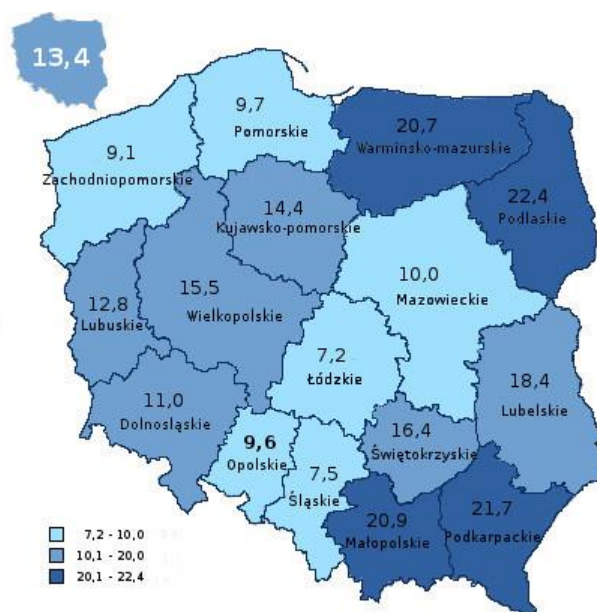 13,4
9,7
Pomorskie
20,7
Warmińsko-mazurskie
9,1
Zachodniopomorskie
22,4
Podlaskie
14,4
Kujawsko-pomorskie
10,0
Mazowieckie
12,8
Lubuskie
15,5
Wielkopolskie
7,2
Łódzkie
18,4
Lubelskie
11,0
Dolnośląskie
16,4
Świętokrzyskie
9,6
Opolskie
7,5
Śląskie
20,9
Małopolskie
21,7
Podkarpackie
7,2 - 10,0
10,1 - 20,0
20,1 - 22,4